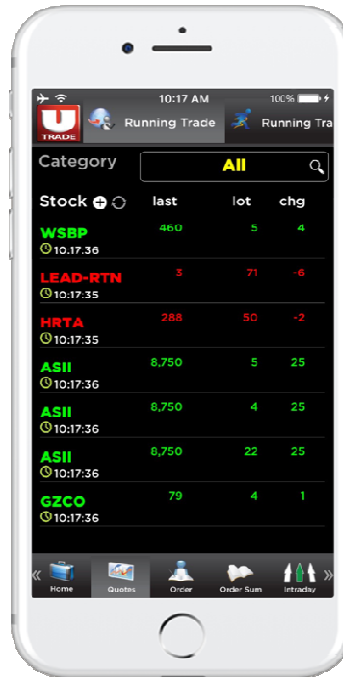 10:17 AM 100%
U TRADE Running Trade Running Tra
Category All
Stock last lot chg
WSBP 460 5 4
10:17:36
LEAD-RTN 3 71 -6
10:17:35
HRTA 288 50 -2
10:17:35
ASII 8,750 5 25
10:17:36
ASII 8,750 4 25
10:17:36
ASII 8,750 22 25
10:17:36
GZCO 79 4 1
10:17:36
« Home Quotes Order Order Sum Intraday »